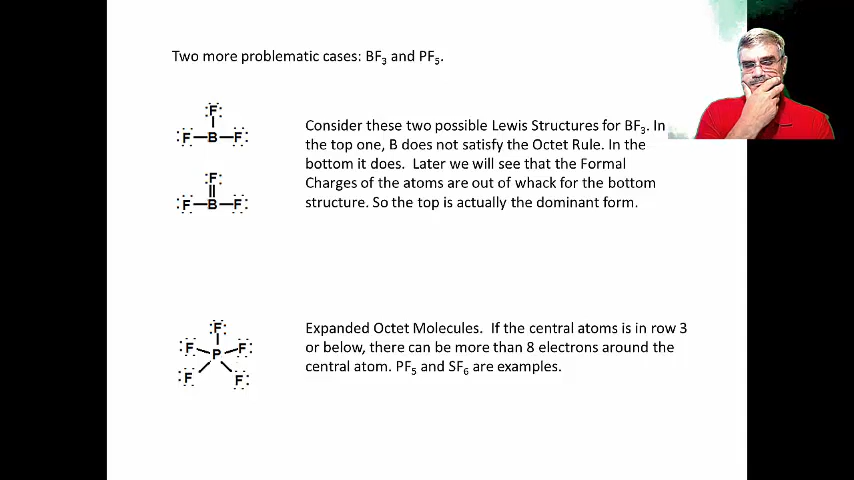 Two more problematic cases: BF₃ and PF₅.
F
F B F
Consider these two possible Lewis Structures for BF₃. In
the top one, B does not satisfy the Octet Rule. In the
bottom it does. Later we will see that the Formal
Charges of the atoms are out of whack for the bottom
structure. So the top is actually the dominant form.
F
F B F
Expanded Octet Molecules. If the central atoms is in row 3
or below, there can be more than 8 electrons around the
central atom. PF₅ and SF₆ are examples.
F
F F
P
F F